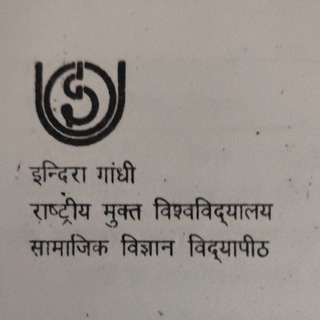 इन्दिरा गांधी
राष्ट्रीय मुक्त विश्वविद्यालय
सामाजिक विज्ञान विद्यापीठ